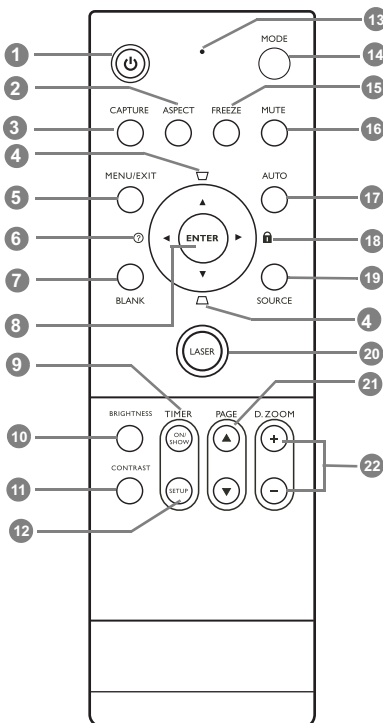 13
MODE
1
14
2
15
CAPTURE ASPECT FREEZE MUTE
3
16
4
MENU/EXIT AUTO
5
17
6
?
ENTER
18
7
19
BLANK SOURCE
8
4
LASER
20
9
21
BRIGHTNESS TIMER PAGE D.ZOOM
10
ON/
SHOW
+
CONTRAST
22
11
SETUP
−
12